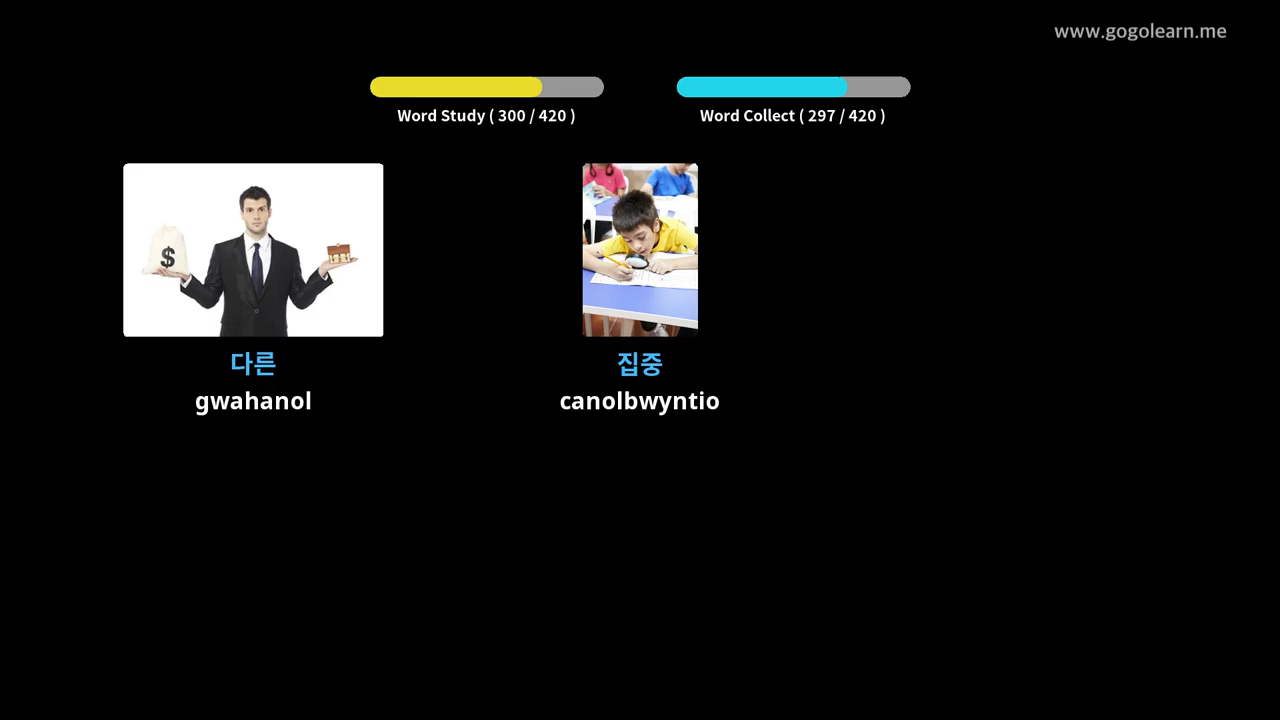 www.gogolearn.me
Word Study ( 300 / 420 )
Word Collect ( 297 / 420 )
$
다른
gwahanol
집중
canolbwyntio